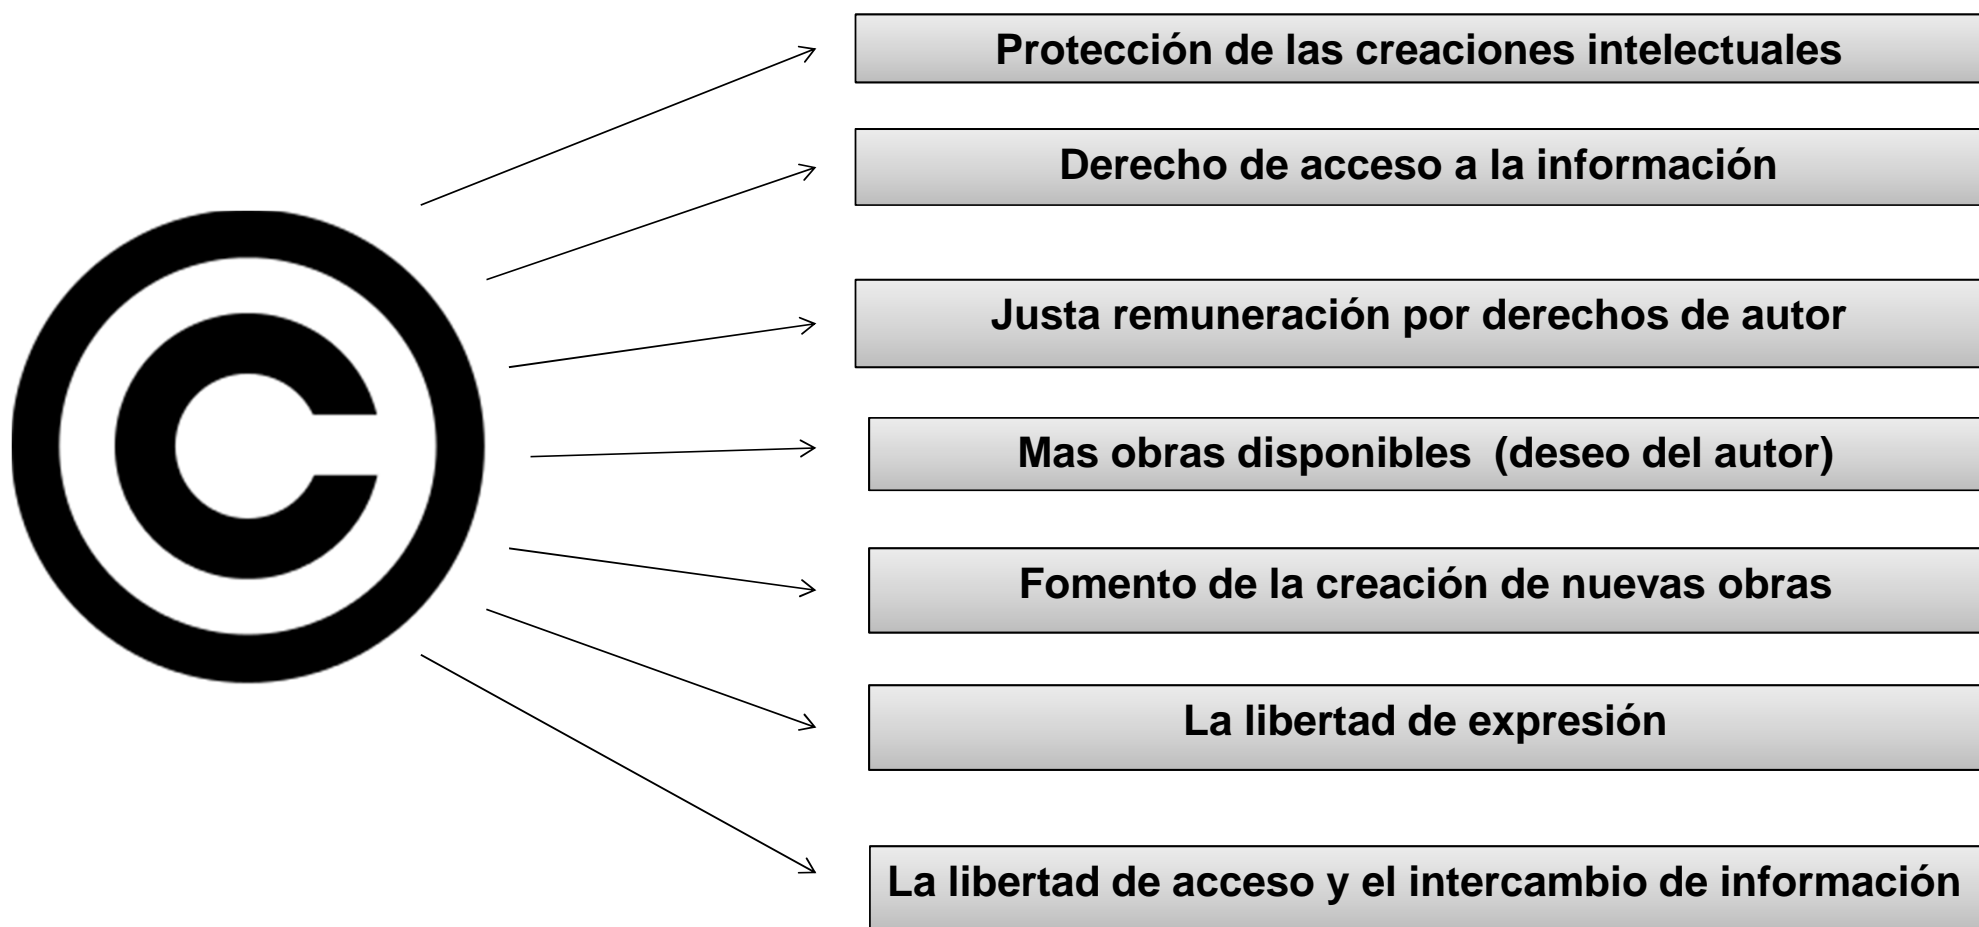 Protección de las creaciones intelectuales
Derecho de acceso a la información
Justa remuneración por derechos de autor
Mas obras disponibles  (deseo del autor)
Fomento de la creación de nuevas obras
La libertad de expresión
La libertad de acceso y el intercambio de información